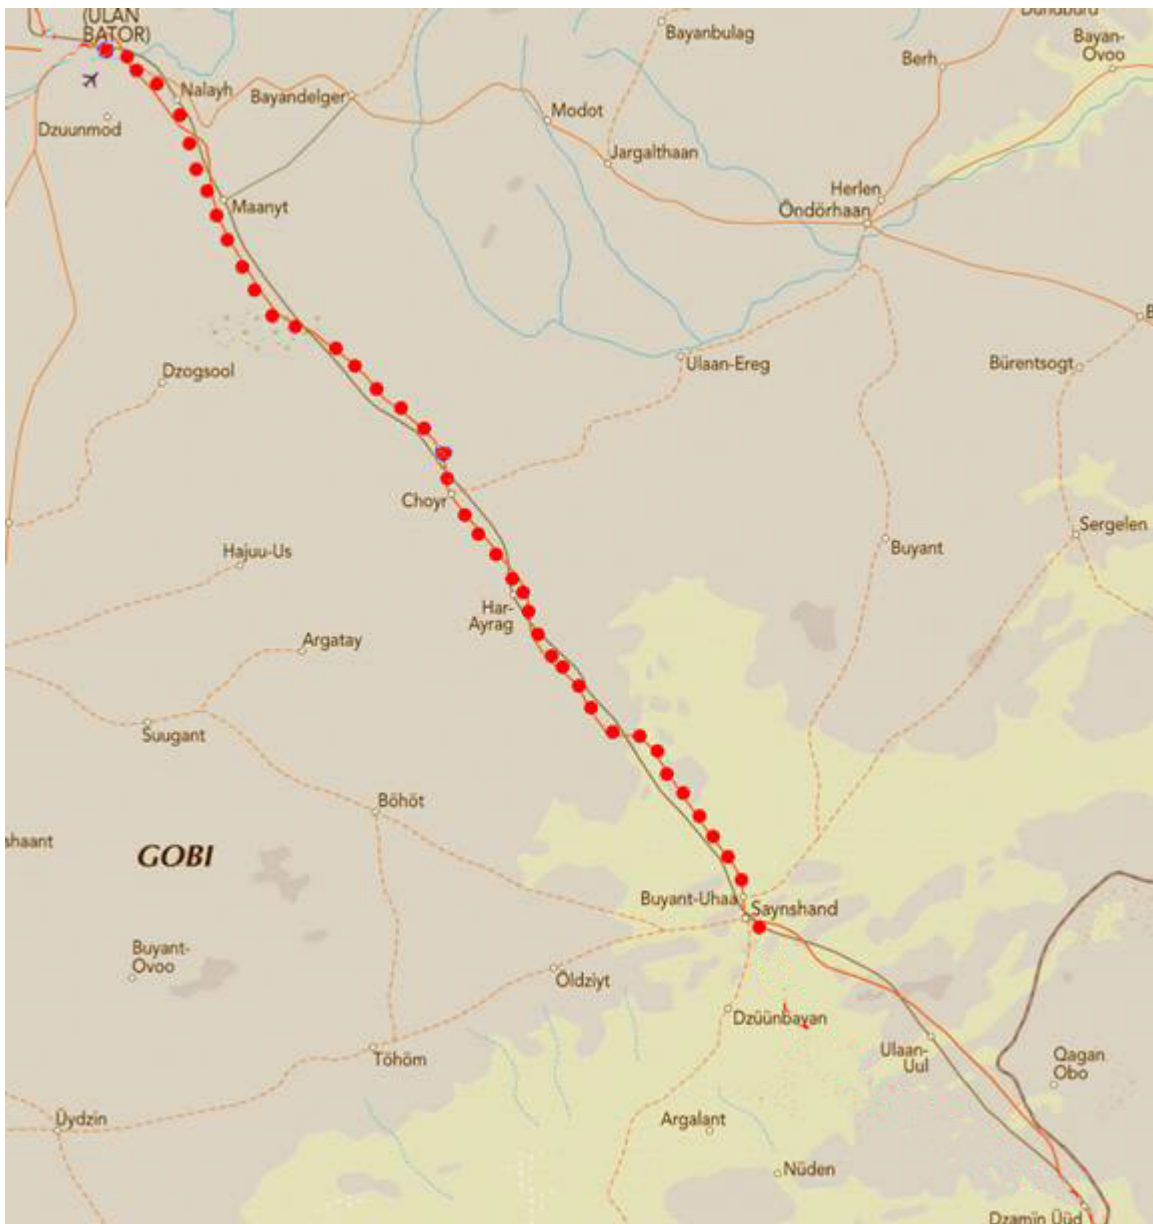 (ULAN
BATOR)
Bayanbulag
Bayan-
Ovoo
Berh
Nalayh
Bayandelger
Modot
Dzuunmod
Jargalthaan
Herlen
Öndörhaan
Maanyt
Dzogsool
Ulaan-Ereg
Bürentsogt
Choyr
Sergelen
Buyant
Hajuu-Us
Har-
Ayrag
Argatay
Suugant
Böhöt
shaant
GOBI
Buyant-Uhaa
Saynshand
Buyant-
Ovoo
Öldziyt
Dzüünbayan
Töhöm
Ulaan-
Uul
Qagan
Obo
Üydzin
Argalant
Nüden
Dzamïn Üüd